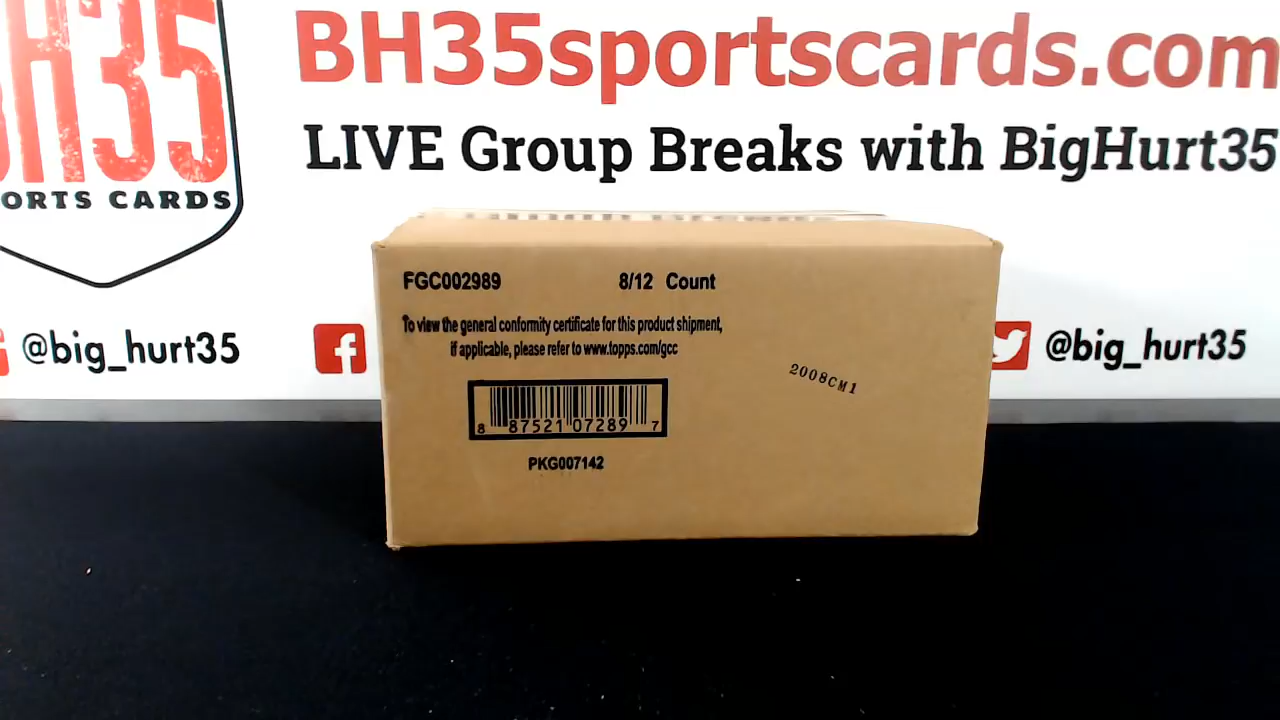 H35
ORTS CARDS
BH35sportscards.com
LIVE Group Breaks with BigHurt35
@big_hurt35
f
@big_hurt35
FGC002989 8/12 Count
To view the general conformity certificate for this product shipment,
if applicable, please refer to www.topps.com/gcc
2008CM1
8 87521 07289 7
PKG007142